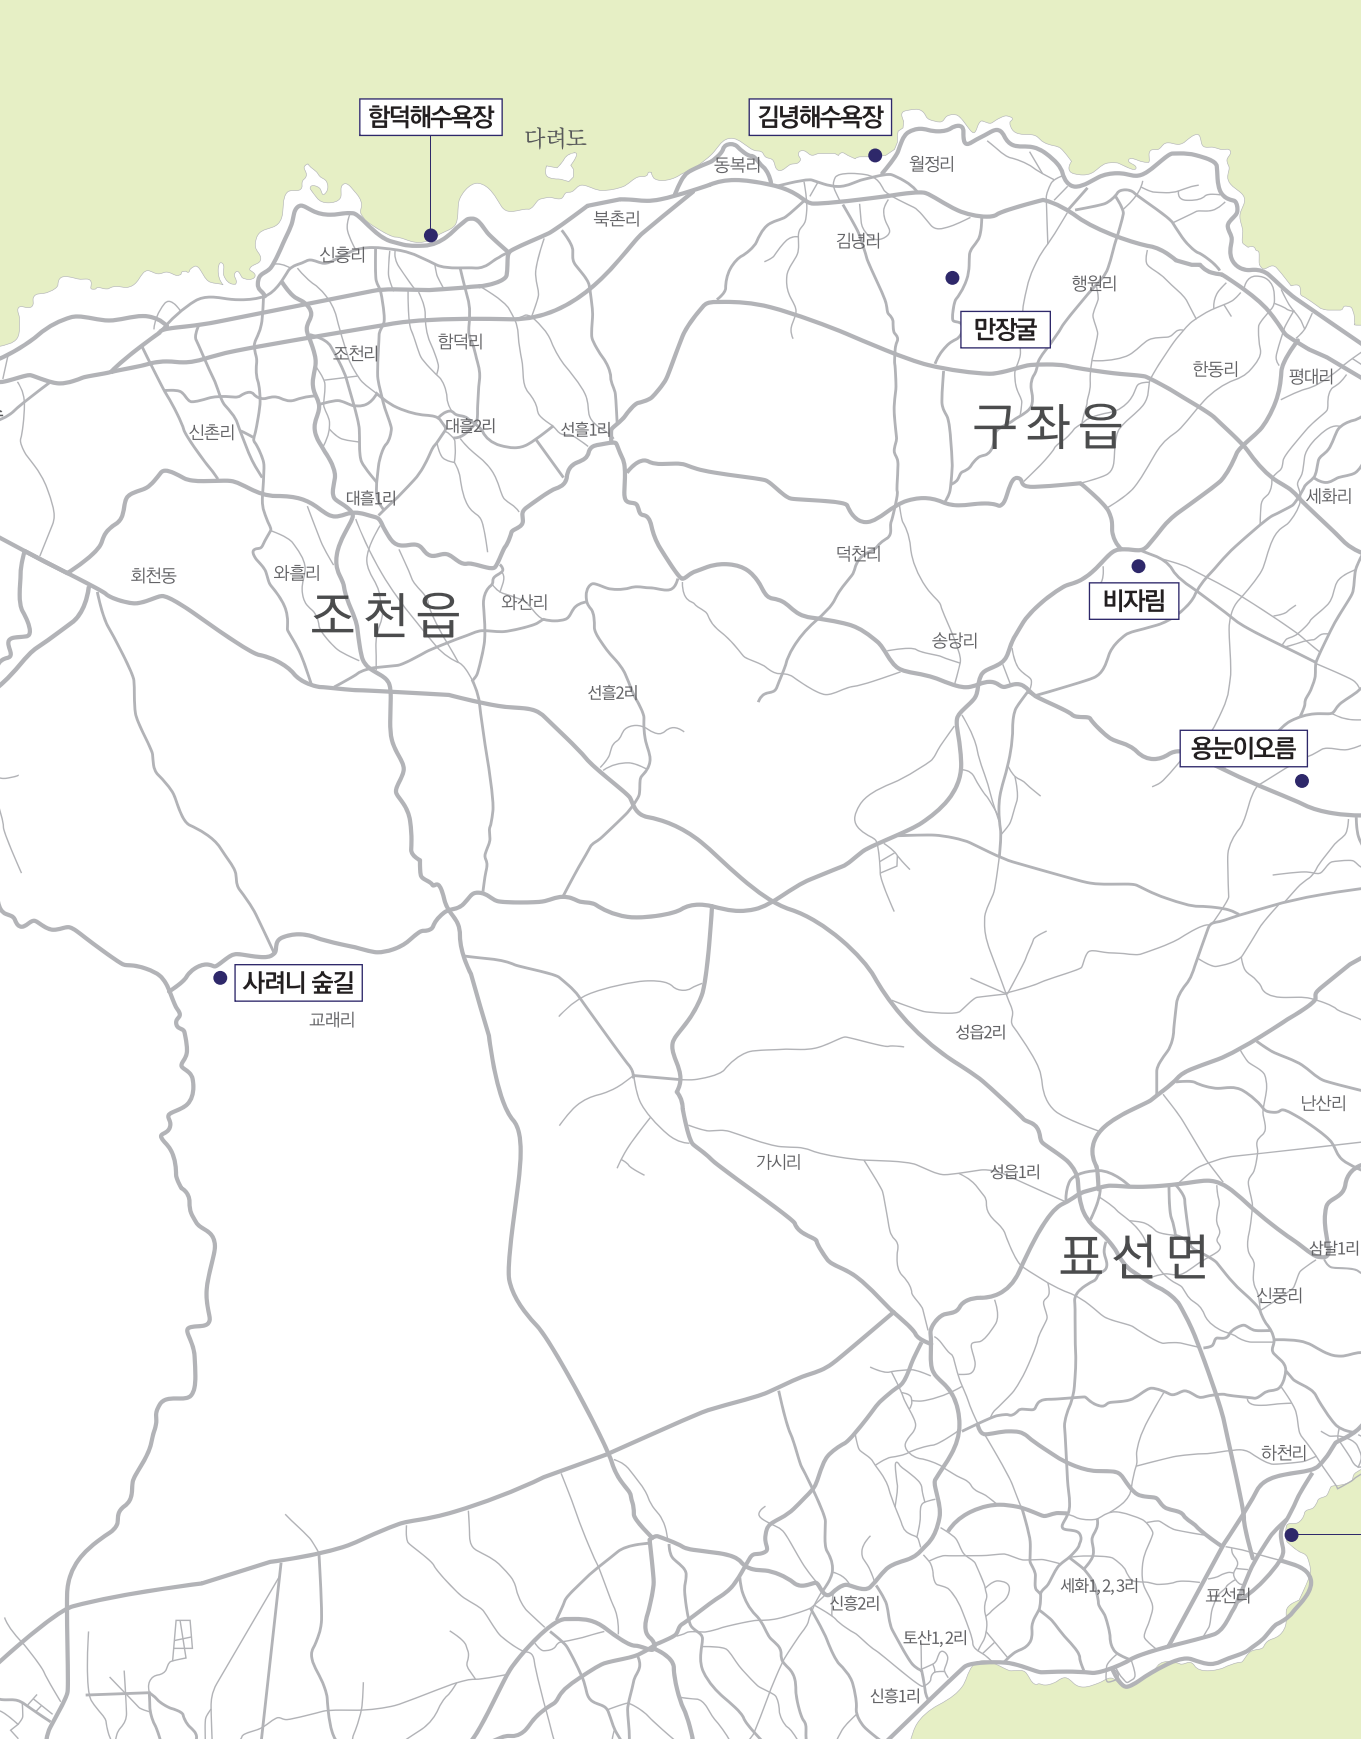 함덕해수욕장
김녕해수욕장
다려도
동복리
월정리
북촌리
김녕리
신흥리
행원리
만장굴
함덕리
조천리
한동리
평대리
구좌읍
신촌리
대흘2리
선흘1리
세화리
대흘1리
덕천리
회천동
와흘리
비자림
와산리
조천읍
송당리
선흘2리
용눈이오름
사려니 숲길
교래리
성읍2리
난산리
가시리
성읍1리
표선면
삼달1리
신풍리
하천리
세화1,2,3리
표선리
신흥2리
토산1,2리
신흥1리